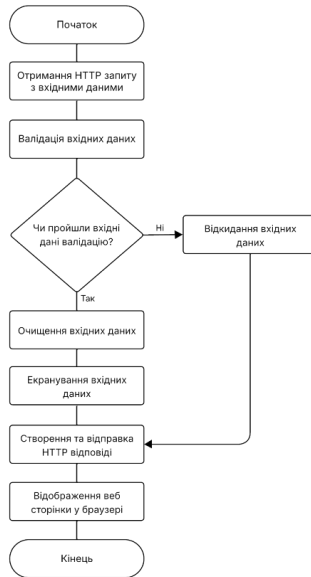 Початок
Отримання HTTP запиту
з вхідними даними
Валідація вхідних даних
Чи пройшли вхідні
дані валідацію?
Ні
Відкидання вхідних
даних
Так
Очищення вхідних даних
Екранування вхідних
даних
Створення та відправка
HTTP відповіді
Відображення веб
сторінки у браузері
Кінець